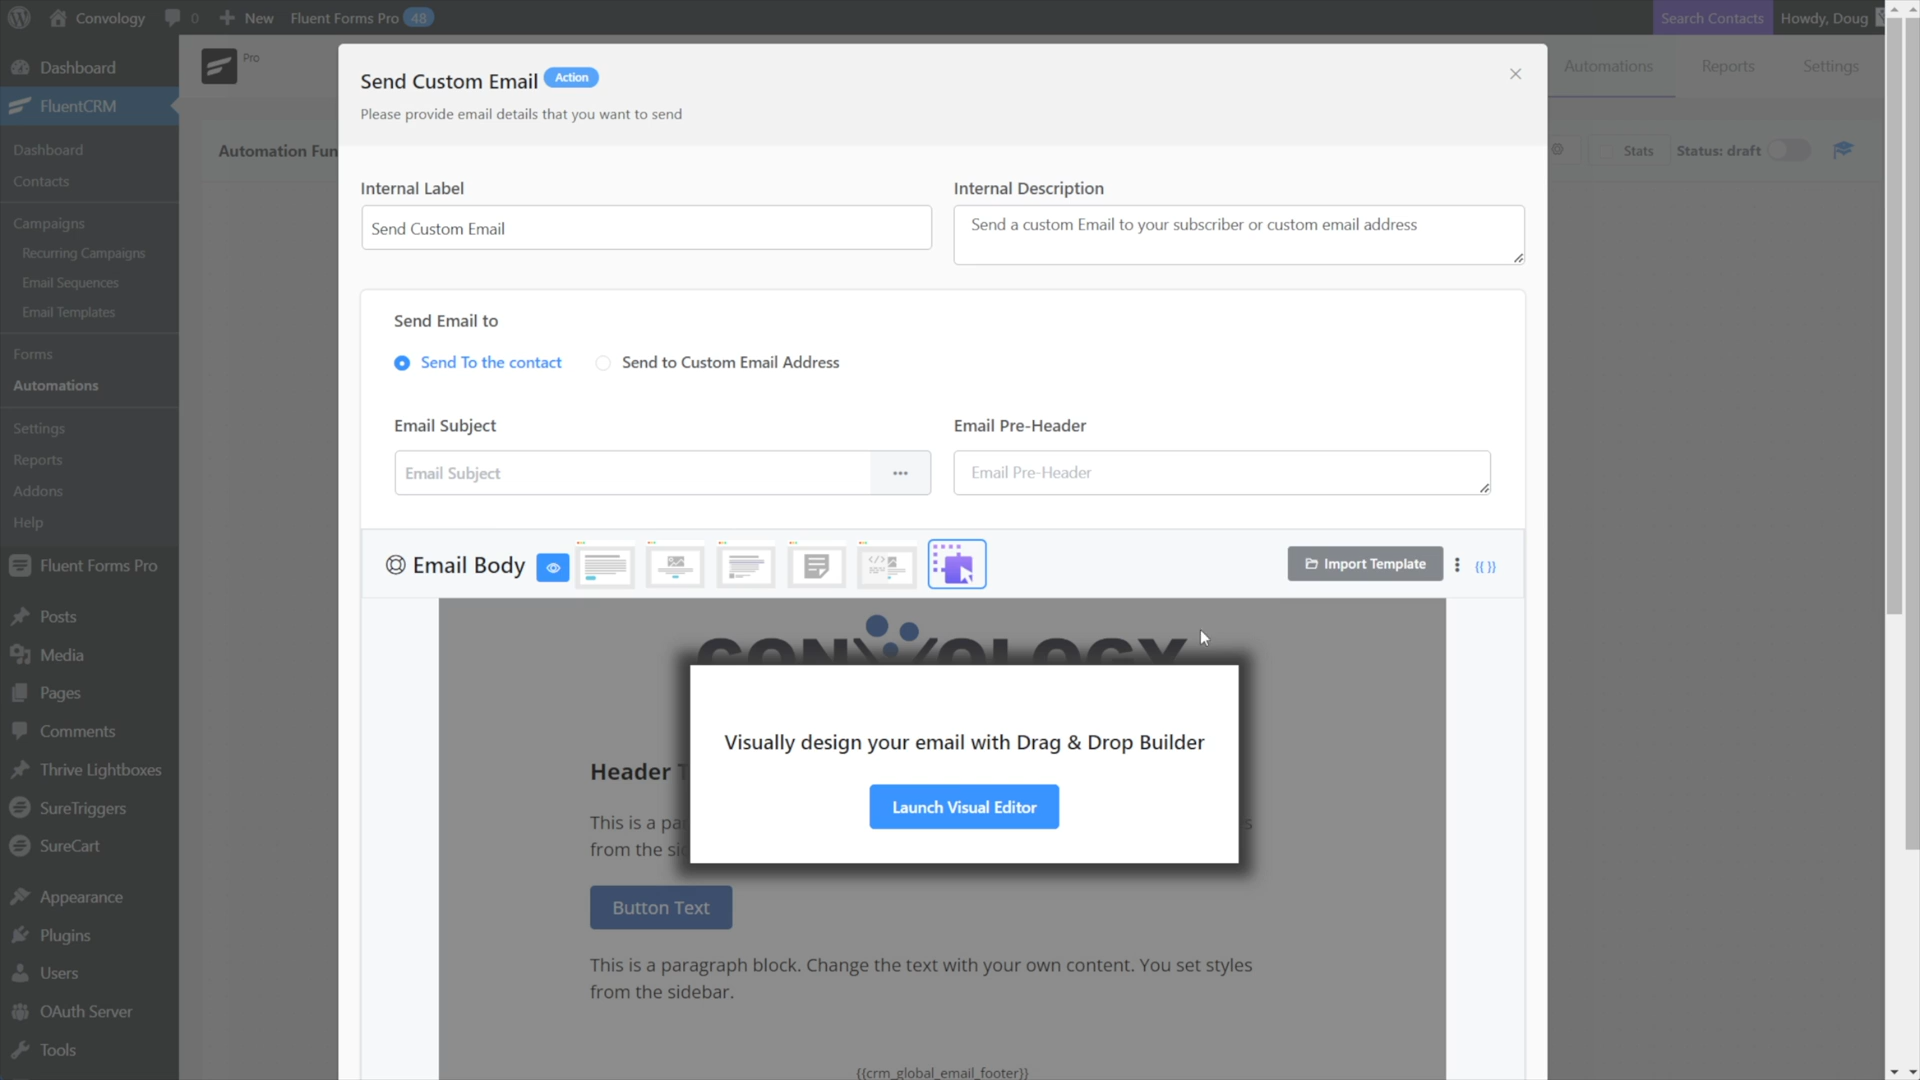 Convology
0
New
Fluent Forms Pro 48
Search Contacts
Howdy, Doug
Dashboard
FluentCRM
Dashboard
Contacts
Campaigns
Recurring Campaigns
Email Sequences
Email Templates
Forms
Automations
Settings
Reports
Addons
Help
Fluent Forms Pro
Posts
Media
Pages
Comments
Thrive Lightboxes
SureTriggers
SureCart
Appearance
Plugins
Users
OAuth Server
Tools
Pro
Automations
Reports
Settings
Automation Fun
Stats
Status: draft
Send Custom Email Action
Please provide email details that you want to send
Internal Label
Send Custom Email
Internal Description
Send a custom Email to your subscriber or custom email address
Send Email to
Send To the contact
Send to Custom Email Address
Email Subject
Email Subject
...
Email Pre-Header
Email Pre-Header
Email Body
Import Template
{{ }}
CONVOLOGY
Visually design your email with Drag & Drop Builder
Launch Visual Editor
Header
This is a pa
from the si
s
Button Text
This is a paragraph block. Change the text with your own content. You set styles
from the sidebar.
{{crm_global_email_footer}}